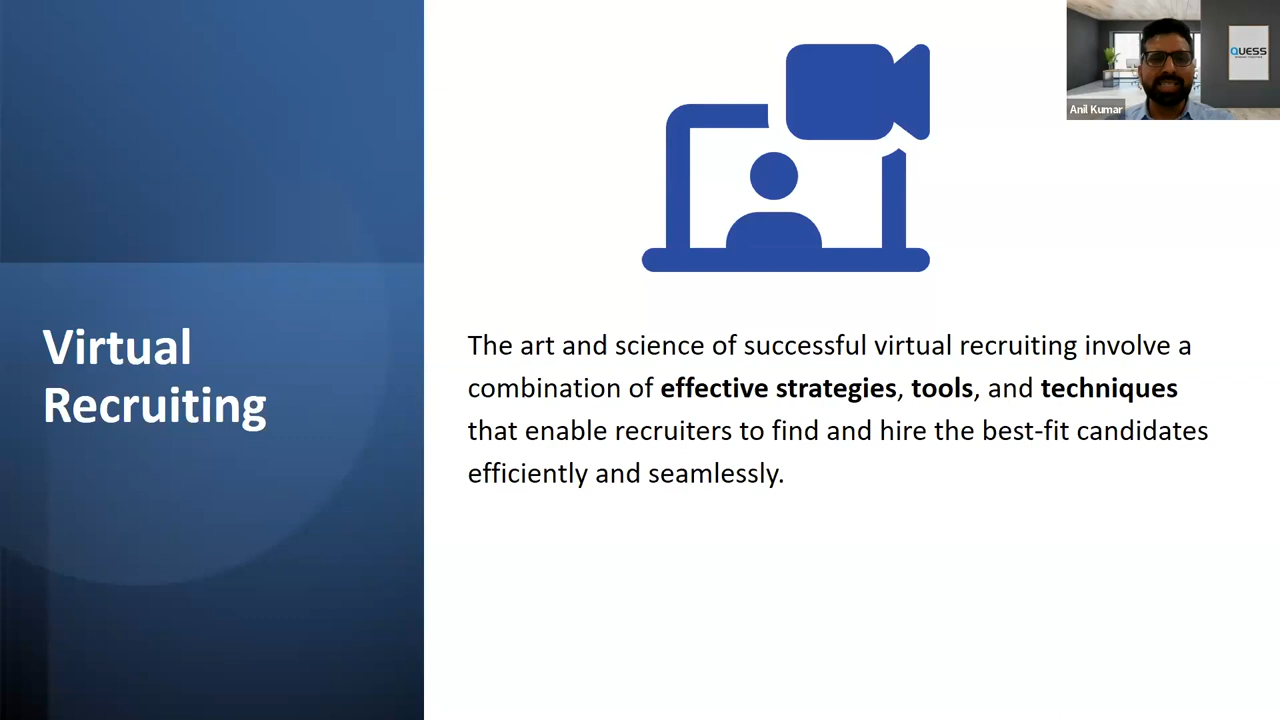 Virtual
Recruiting
The art and science of successful virtual recruiting involve a
combination of effective strategies, tools, and techniques
that enable recruiters to find and hire the best-fit candidates
efficiently and seamlessly.
QUESS
Anil Kumar